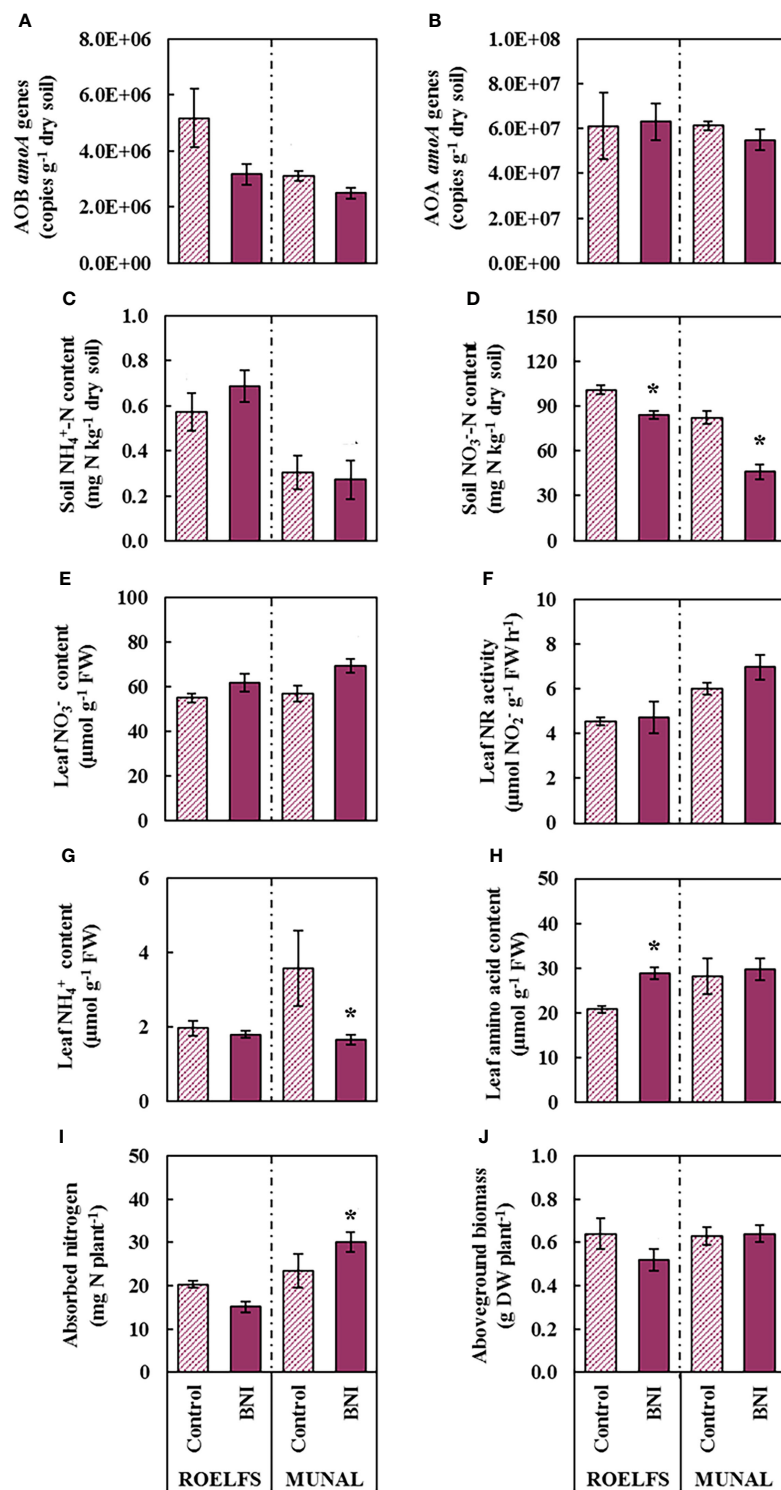 A
AOB amoA genes
(copies g⁻¹ dry soil)
8.0E+06
6.0E+06
4.0E+06
2.0E+06
0.0E+00
B
AOA amoA genes
(copies g⁻¹ dry soil)
1.0E+08
8.0E+07
6.0E+07
4.0E+07
2.0E+07
0.0E+00
C
Soil NH₄⁺-N content
(mg N kg⁻¹ dry soil)
1.0
0.8
0.6
0.4
0.2
0.0
D
Soil NO₃⁻-N content
(mg N kg⁻¹ dry soil)
150
120
90
60
30
0
*
*
E
Leaf NO₃⁻ content
(µmol g⁻¹ FW)
100
80
60
40
20
0
F
Leaf NR activity
(µmol NO₂⁻ g⁻¹ FW h⁻¹)
10
8
6
4
2
0
G
Leaf NH₄⁺ content
(µmol g⁻¹ FW)
6
4
2
0
*
H
Leaf amino acid content
(µmol g⁻¹ FW)
50
40
30
20
10
0
*
I
Absorbed nitrogen
(mg N plant⁻¹)
50
40
30
20
10
0
*
Control
BNI
Control
BNI
ROELFS
MUNAL
J
Aboveground biomass
(g DW plant⁻¹)
1.0
0.8
0.6
0.4
0.2
0.0
Control
BNI
Control
BNI
ROELFS
MUNAL